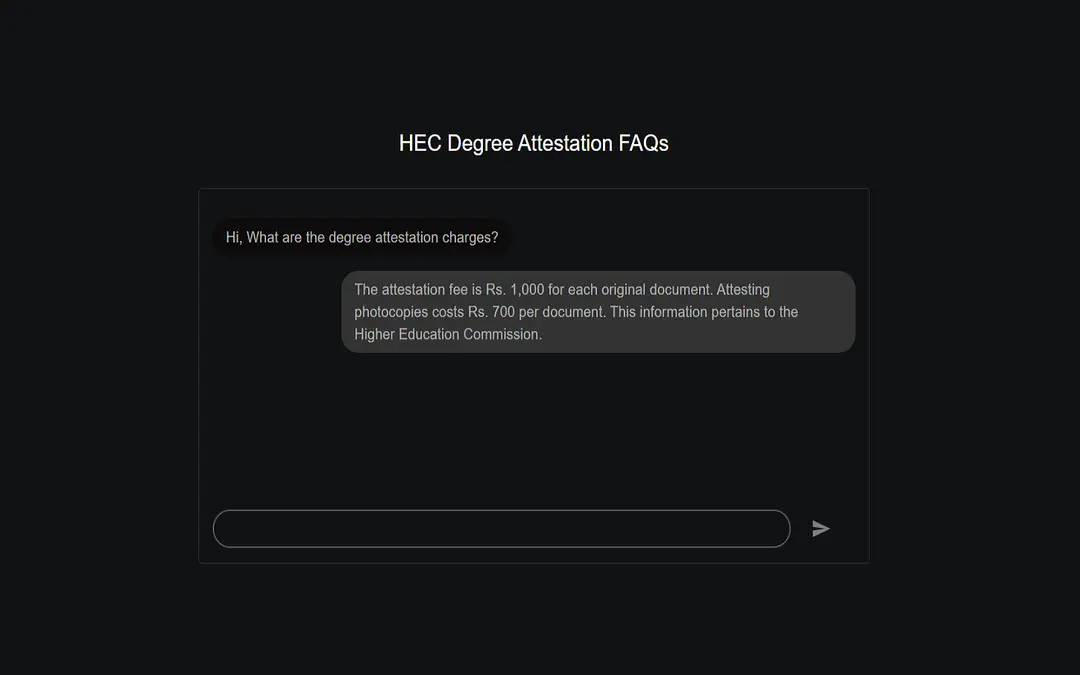 HEC Degree Attestation FAQs
Hi, What are the degree attestation charges?
The attestation fee is Rs. 1,000 for each original document. Attesting
photocopies costs Rs. 700 per document. This information pertains to the
Higher Education Commission.